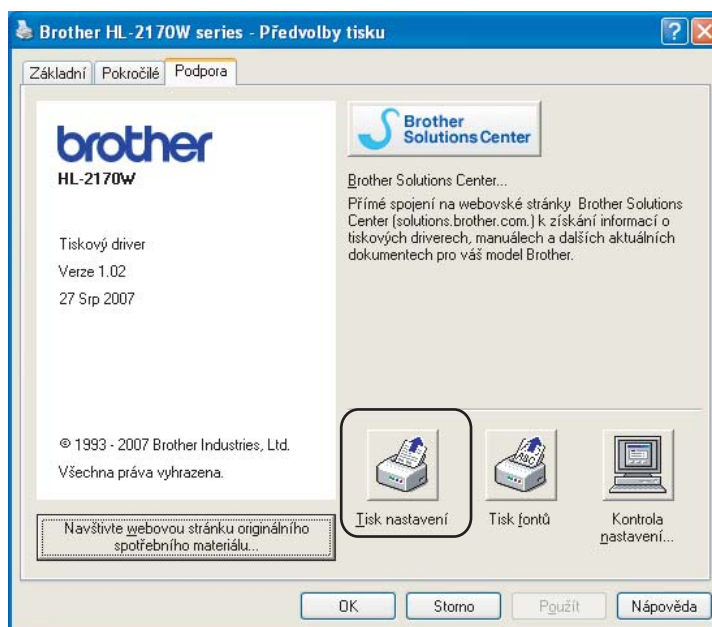 Brother HL-2170W series - Předvolby tisku
Základní
Pokročilé
Podpora
brother
HL-2170W
Tiskový driver
Verze 1.02
27 Srp 2007
© 1993 - 2007 Brother Industries, Ltd.
Všechna práva vyhrazena.
Navštivte webovou stránku originálního
spotřebního materiálu...
Brother
Solutions Center
Brother Solutions Center...
Přímé spojení na webovské stránky Brother Solutions
Center (solutions.brother.com.) k získání informací o
tiskových driverech, manuálech a dalších aktuálních
dokumentech pro váš model Brother.
Tisk nastavení
ABC
Tisk fontů
Kontrola
nastavení...
OK
Storno
Použít
Nápověda